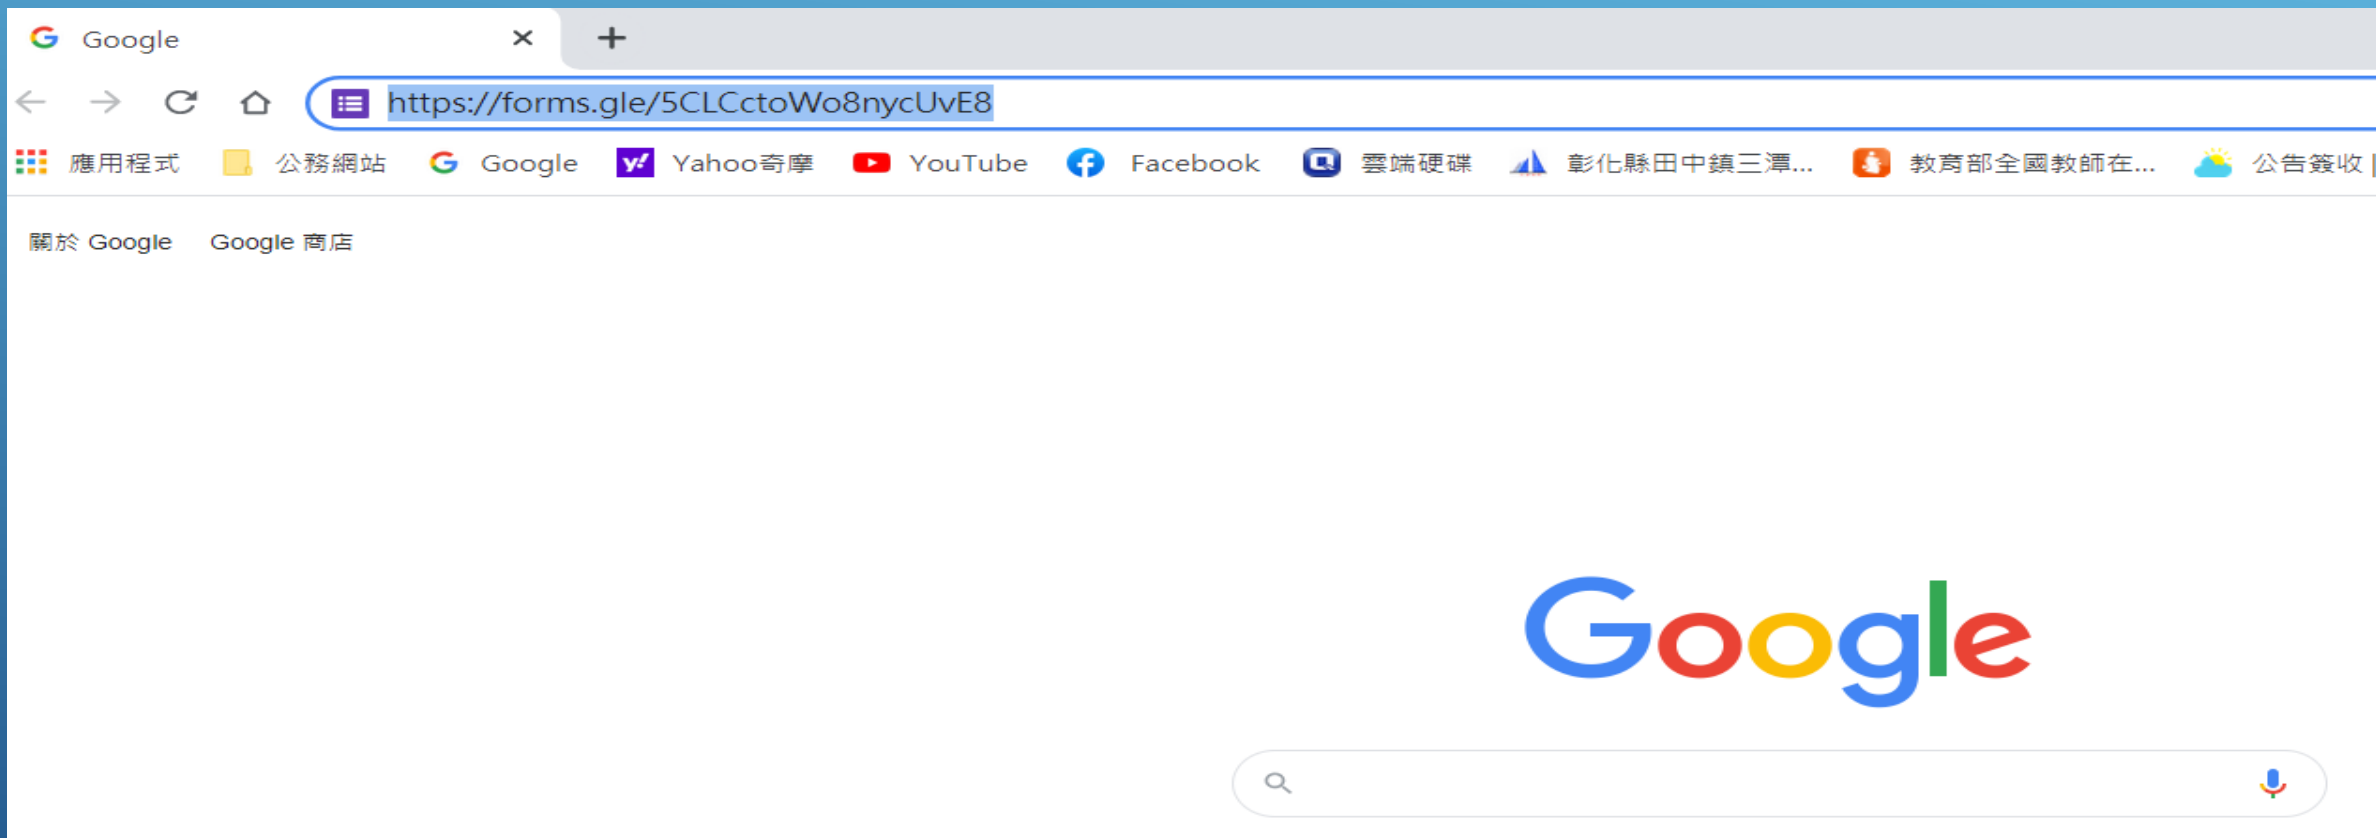 Google
https://forms.gle/5CLCctoWo8nycUvE8
應用程式 公務網站 Google Yahoo奇摩 YouTube Facebook 雲端硬碟 彰化縣田中鎮三潭... 教育部全國教師在... 公告簽收 |
關於 Google Google 商店
Google